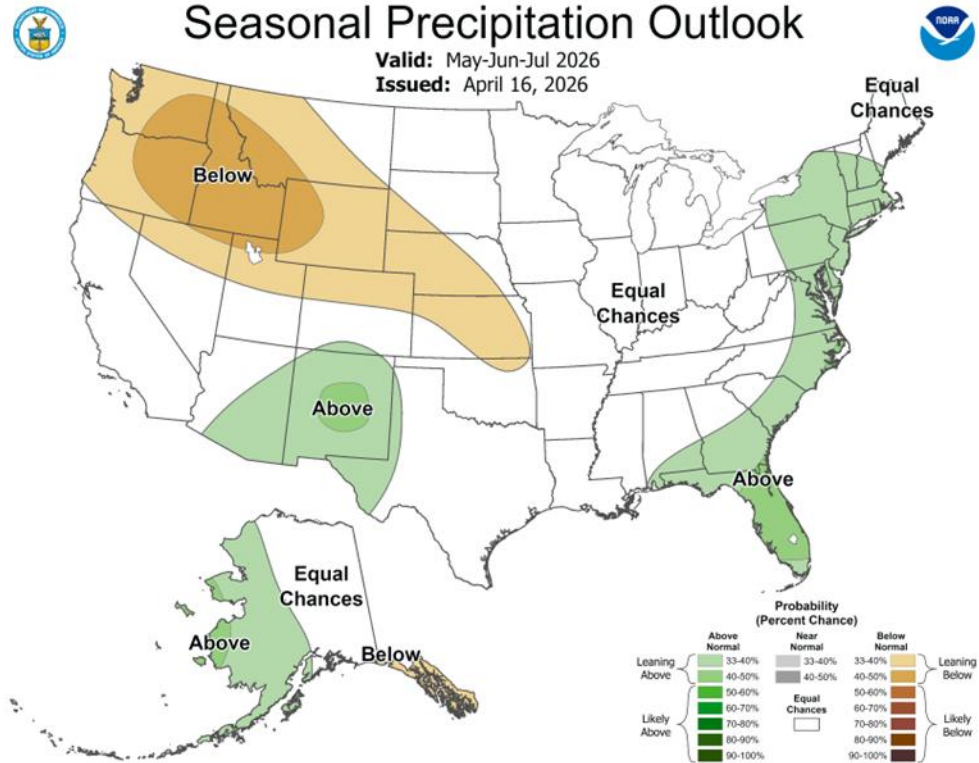 Seasonal Precipitation Outlook
Valid: May-Jun-Jul 2026
Issued: April 16, 2026
NOAA
Equal
Chances
Below
Equal
Chances
Above
Above
Equal
Chances
Above
Below
Probability
(Percent Chance)
Above
Normal
Near
Normal
Below
Normal
Leaning
Above
33-40%
40-50%
33-40%
40-50%
33-40%
40-50%
Leaning
Below
Likely
Above
50-60%
60-70%
70-80%
80-90%
90-100%
Equal
Chances
50-60%
60-70%
70-80%
80-90%
90-100%
Likely
Below